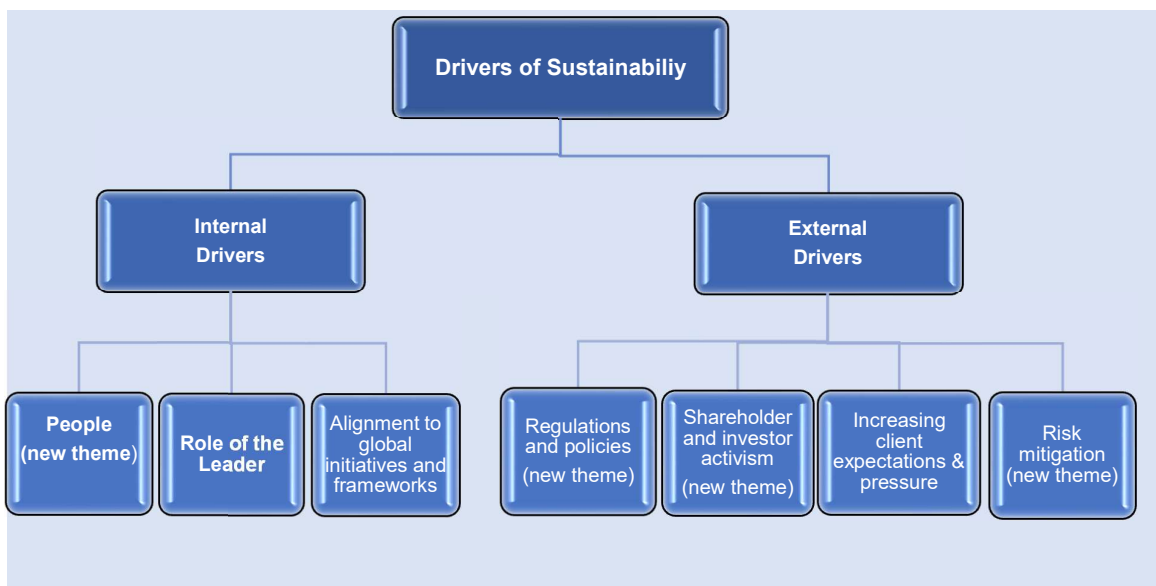 Drivers of Sustainabiliy
Internal
Drivers
External
Drivers
People
(new theme)
Role of the
Leader
Alignment to
global
initiatives and
frameworks
Regulations
and policies
(new theme)
Shareholder
and investor
activism
(new theme)
Increasing
client
expectations &
pressure
Risk
mitigation
(new theme)